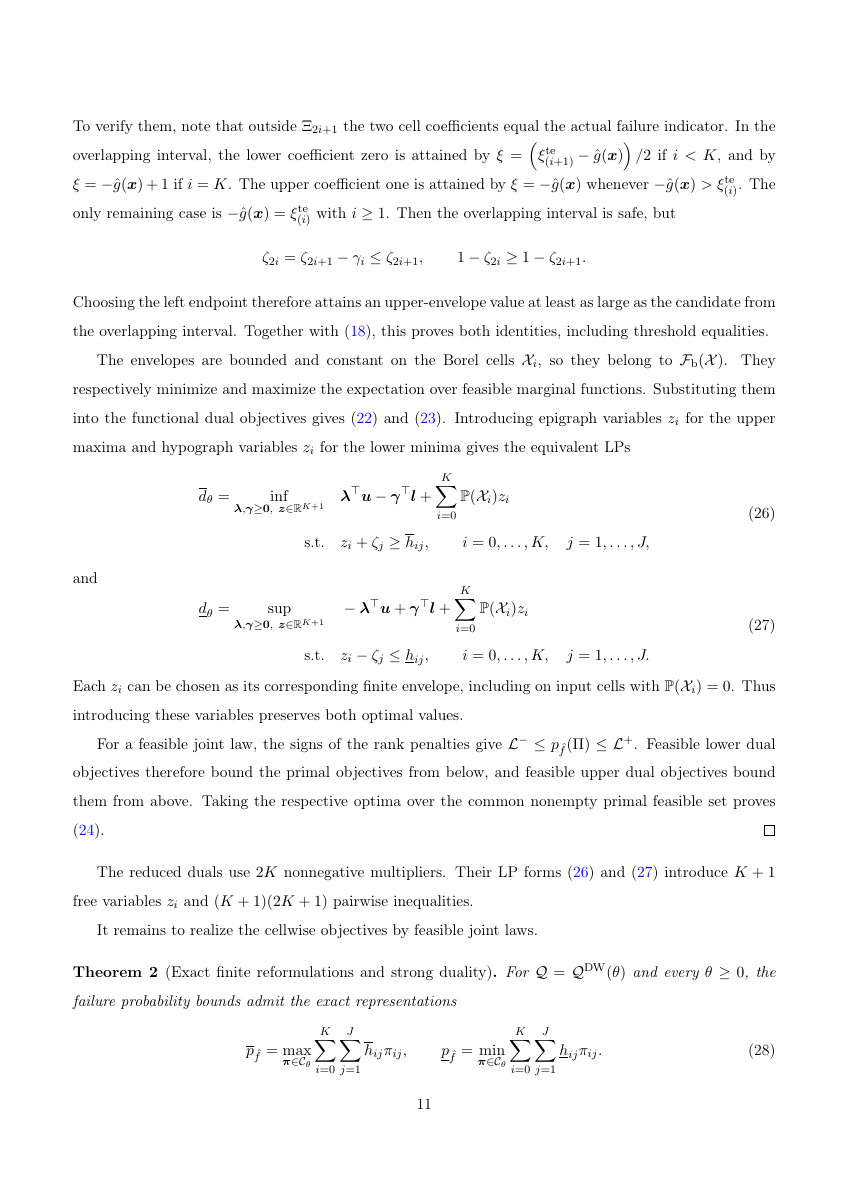 To verify them, note that outside Ξ_{2i+1} the two cell coefficients equal the actual failure indicator. In the
overlapping interval, the lower coefficient zero is attained by ξ = (ξ^{te}_{(i+1)} − ĝ(𝒙))/2 if i < K, and by
ξ = −ĝ(𝒙) + 1 if i = K. The upper coefficient one is attained by ξ = −ĝ(𝒙) whenever −ĝ(𝒙) > ξ^{te}_{(i)}. The
only remaining case is −ĝ(𝒙) = ξ^{te}_{(i)} with i ≥ 1. Then the overlapping interval is safe, but
ζ_{2i} = ζ_{2i+1} − γ_i ≤ ζ_{2i+1}, 1 − ζ_{2i} ≥ 1 − ζ_{2i+1}.
Choosing the left endpoint therefore attains an upper-envelope value at least as large as the candidate from
the overlapping interval. Together with (18), this proves both identities, including threshold equalities.
The envelopes are bounded and constant on the Borel cells 𝒳_i, so they belong to ℱ_b(𝒳). They
respectively minimize and maximize the expectation over feasible marginal functions. Substituting them
into the functional dual objectives gives (22) and (23). Introducing epigraph variables z_i for the upper
maxima and hypograph variables z_i for the lower minima gives the equivalent LPs
d̅_θ = inf_{𝝀,𝜸≥𝟎, 𝒛∈ℝ^{K+1}} 𝝀^⊤𝒖 − 𝜸^⊤𝒍 + ∑_{i=0}^{K} ℙ(𝒳_i)z_i
(26)
s.t. z_i + ζ_j ≥ h̅_{ij}, i = 0, . . . , K, j = 1, . . . , J,
and
d̲_θ = sup_{𝝀,𝜸≥𝟎, 𝒛∈ℝ^{K+1}} − 𝝀^⊤𝒖 + 𝜸^⊤𝒍 + ∑_{i=0}^{K} ℙ(𝒳_i)z_i
(27)
s.t. z_i − ζ_j ≤ h̲_{ij}, i = 0, . . . , K, j = 1, . . . , J.
Each z_i can be chosen as its corresponding finite envelope, including on input cells with ℙ(𝒳_i) = 0. Thus
introducing these variables preserves both optimal values.
For a feasible joint law, the signs of the rank penalties give ℒ^− ≤ p_{f̂}(Π) ≤ ℒ^+. Feasible lower dual
objectives therefore bound the primal objectives from below, and feasible upper dual objectives bound
them from above. Taking the respective optima over the common nonempty primal feasible set proves
(24). □
The reduced duals use 2K nonnegative multipliers. Their LP forms (26) and (27) introduce K + 1
free variables z_i and (K + 1)(2K + 1) pairwise inequalities.
It remains to realize the cellwise objectives by feasible joint laws.
Theorem 2 (Exact finite reformulations and strong duality). For 𝒬 = 𝒬^{DW}(θ) and every θ ≥ 0, the
failure probability bounds admit the exact representations
p̅_{f̂} = max_{𝝅∈𝒞_θ} ∑_{i=0}^{K} ∑_{j=1}^{J} h̅_{ij}π_{ij}, p̲_{f̂} = min_{𝝅∈𝒞_θ} ∑_{i=0}^{K} ∑_{j=1}^{J} h̲_{ij}π_{ij}. (28)
11